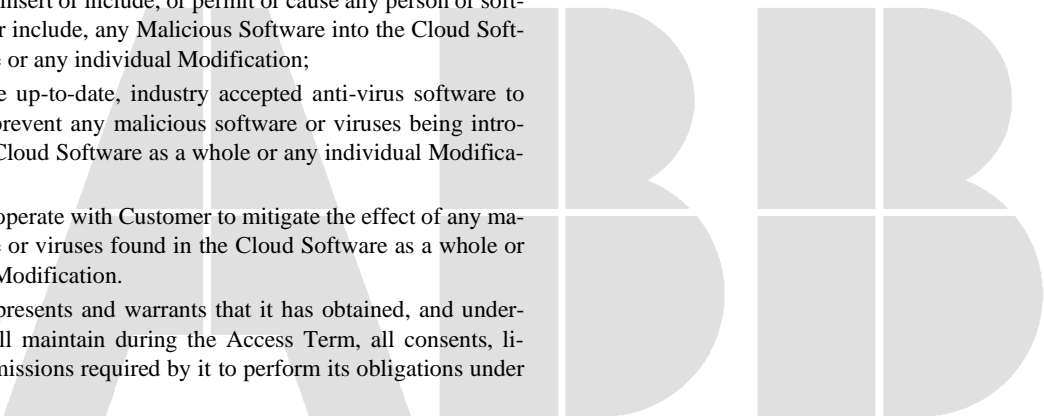 nsert or include, or permit or cause any person or soft-
r include, any Malicious Software into the Cloud Soft-
e or any individual Modification;
e up-to-date, industry accepted anti-virus software to
prevent any malicious software or viruses being intro-
Cloud Software as a whole or any individual Modifica-
operate with Customer to mitigate the effect of any ma-
e or viruses found in the Cloud Software as a whole or
Modification.
presents and warrants that it has obtained, and under-
ll maintain during the Access Term, all consents, li-
missions required by it to perform its obligations under
ABB